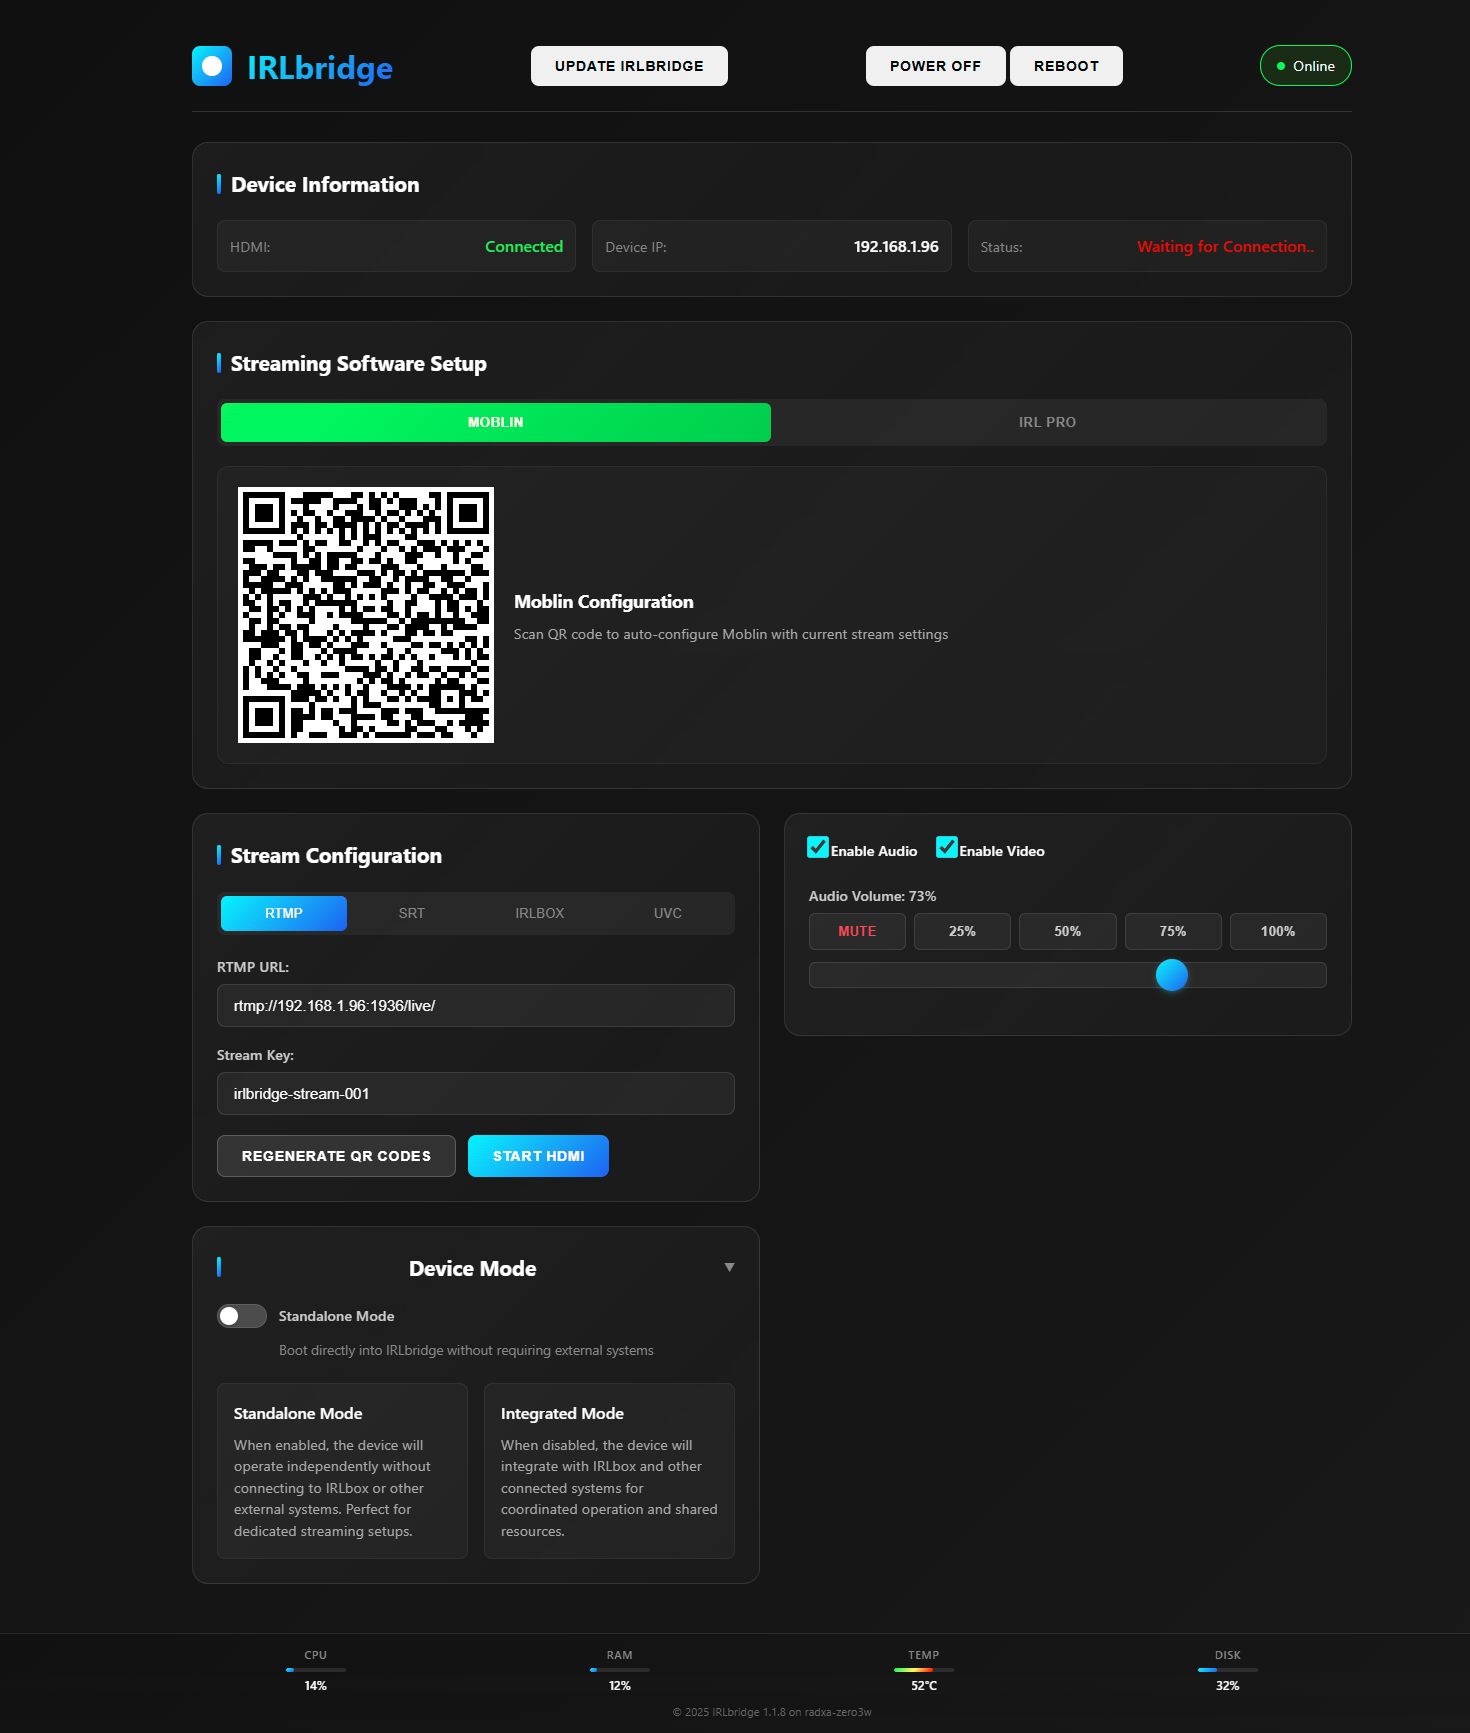 IRLbridge
UPDATE IRLBRIDGE
POWER OFF
REBOOT
Online
Device Information
HDMI:
Connected
Device IP:
192.168.1.96
Status:
Waiting for Connection..
Streaming Software Setup
MOBLIN
IRL PRO
Moblin Configuration
Scan QR code to auto-configure Moblin with current stream settings
Stream Configuration
RTMP
SRT
IRLBOX
UVC
RTMP URL:
rtmp://192.168.1.96:1936/live/
Stream Key:
irlbridge-stream-001
REGENERATE QR CODES
START HDMI
Enable Audio
Enable Video
Audio Volume: 73%
MUTE
25%
50%
75%
100%
Device Mode
Standalone Mode
Boot directly into IRLbridge without requiring external systems
Standalone Mode
When enabled, the device will
operate independently without
connecting to IRLbox or other
external systems. Perfect for
dedicated streaming setups.
Integrated Mode
When disabled, the device will
integrate with IRLbox and other
connected systems for
coordinated operation and shared
resources.
CPU
14%
RAM
12%
TEMP
52°C
DISK
32%
© 2025 IRLbridge 1.1.8 on radxa-zero3w